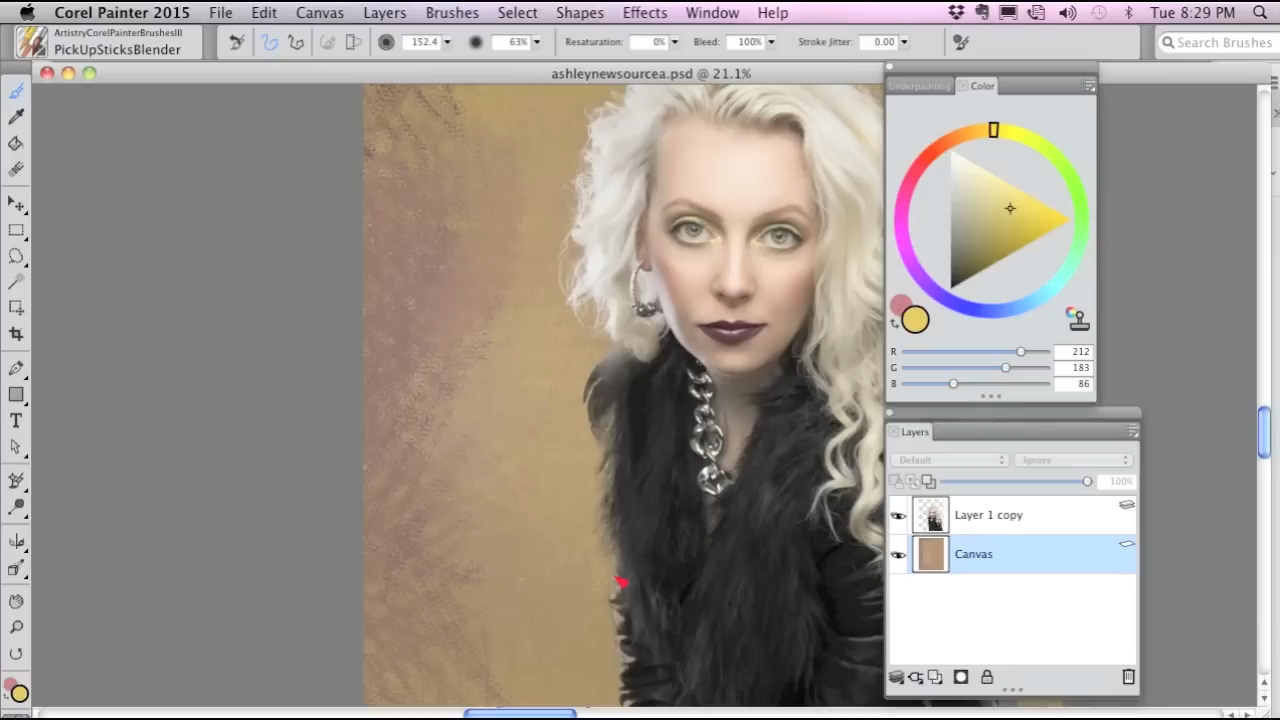 Corel Painter 2015 File Edit Canvas Layers Brushes Select Shapes Effects Window Help Tue 8:29 PM
ArtistryCorelPainterBrushesIII
PickUpSticksBlender
152.4 63% Resaturation: 0% Bleed: 100% Stroke Jitter: 0.00 Search Brushes
ashleynewsourcea.psd @ 21.1%
Underpainting Color
R 212
G 183
B 86
Layers
Default Ignore
100%
Layer 1 copy
Canvas
T